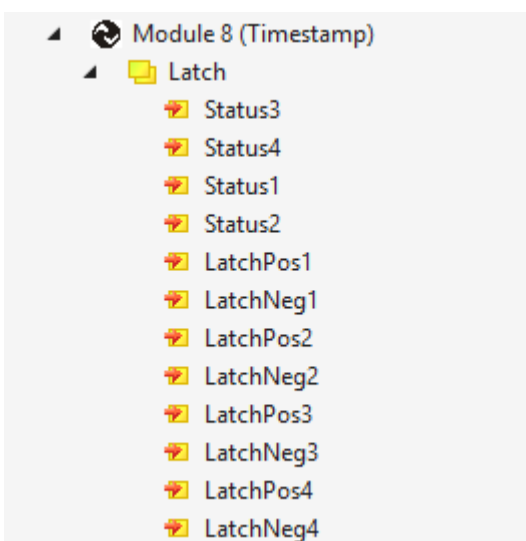 Module 8 (Timestamp)
Latch
Status3
Status4
Status1
Status2
LatchPos1
LatchNeg1
LatchPos2
LatchNeg2
LatchPos3
LatchNeg3
LatchPos4
LatchNeg4